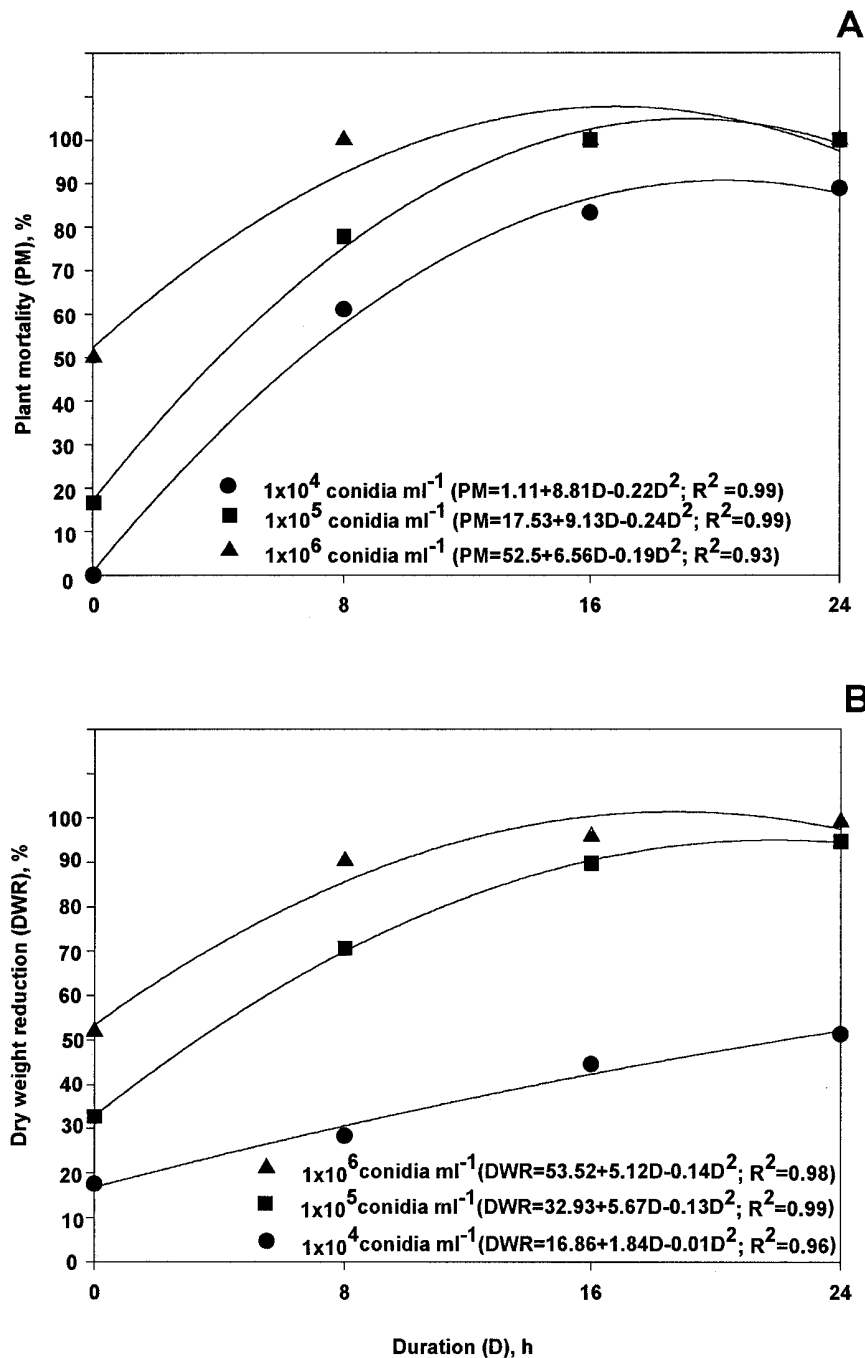 A
Plant mortality (PM), %
100
90
80
70
60
50
40
30
20
10
0
● 1x10⁴ conidia ml⁻¹ (PM=1.11+8.81D-0.22D²; R²=0.99)
■ 1x10⁵ conidia ml⁻¹ (PM=17.53+9.13D-0.24D²; R²=0.99)
▲ 1x10⁶ conidia ml⁻¹ (PM=52.5+6.56D-0.19D²; R²=0.93)
0 8 16 24
B
Dry weight reduction (DWR), %
100
90
80
70
60
50
40
30
20
10
0
▲ 1x10⁶ conidia ml⁻¹ (DWR=53.52+5.12D-0.14D²; R²=0.98)
■ 1x10⁵ conidia ml⁻¹ (DWR=32.93+5.67D-0.13D²; R²=0.99)
● 1x10⁴ conidia ml⁻¹ (DWR=16.86+1.84D-0.01D²; R²=0.96)
0 8 16 24
Duration (D), h